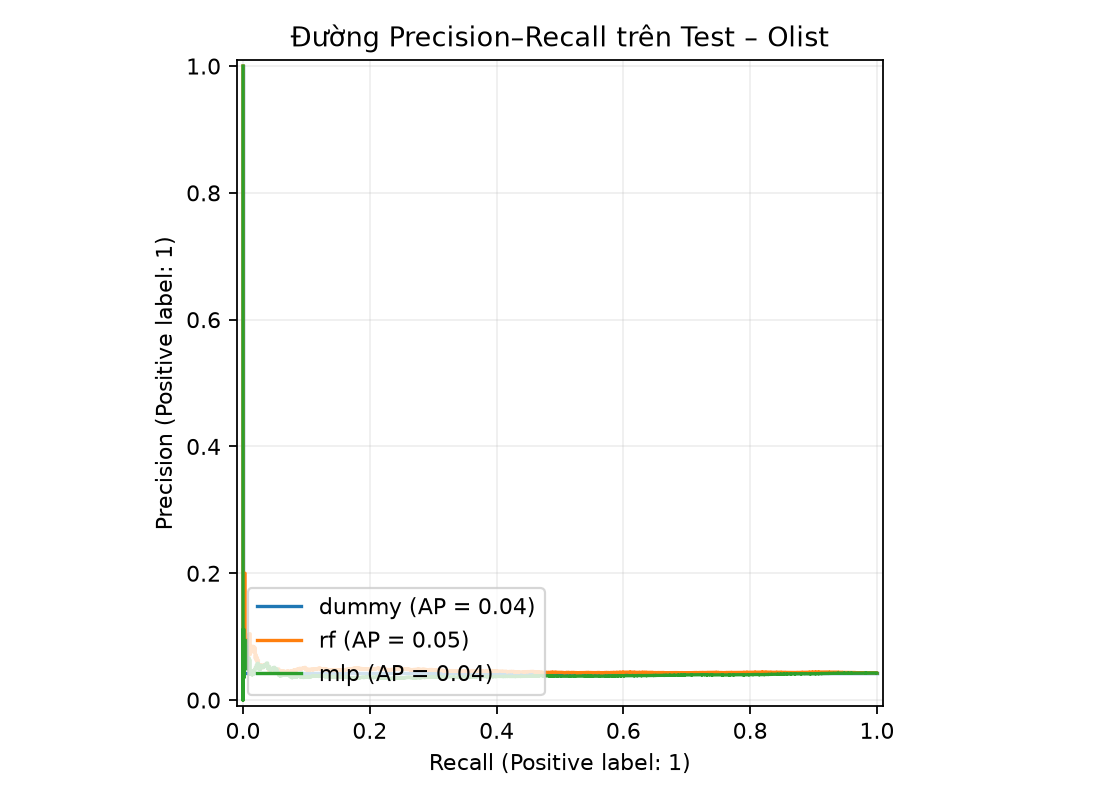 Đường Precision–Recall trên Test – Olist
1.0
0.8
0.6
0.4
0.2
0.0
Precision (Positive label: 1)
dummy (AP = 0.04)
rf (AP = 0.05)
mlp (AP = 0.04)
0.0 0.2 0.4 0.6 0.8 1.0
Recall (Positive label: 1)